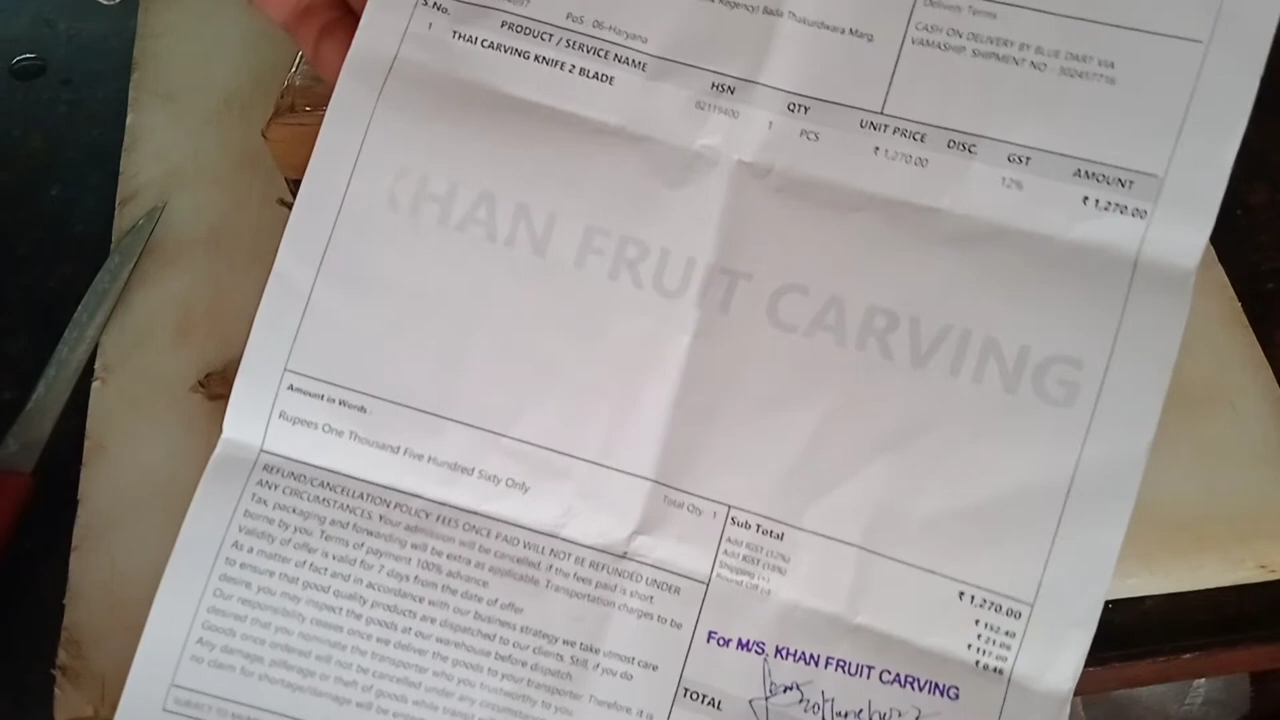 Regency) Bada Thakurdwara Marg,
PoS : 06-Haryana
Delivery Terms
CASH ON DELIVERY BY BLUE DART VIA
VAMASHIP. SHIPMENT NO :
S.No. PRODUCT / SERVICE NAME HSN QTY UNIT PRICE DISC. GST AMOUNT
1 THAI CARVING KNIFE 2 BLADE 82119400 1 PCS ₹ 1,270.00 12% ₹ 1,270.00
KHAN FRUIT CARVING
Amount in Words :
Rupees One Thousand Five Hundred Sixty Only
Total Qty 1
Sub Total ₹ 1,270.00
Add IGST (12%) ₹ 152.40
Add IGST (18%) ₹ 21.06
Shipping (+) ₹ 117.00
Round Off (-) ₹ 0.46
REFUND/CANCELLATION POLICY: FEES ONCE PAID WILL NOT BE REFUNDED UNDER
ANY CIRCUMSTANCES. Your admission will be cancelled, if the fees paid is short.
Tax, packaging and forwarding will be extra as applicable. Transportation charges to be
borne by you. Terms of payment 100% advance.
Validity of offer is valid for 7 days from the date of offer
As a matter of fact and in accordance with our business strategy we take utmost care
to ensure that good quality products are dispatched to our clients. Still, if you do
desire, you may inspect the goods at our warehouse before dispatch.
Our responsibility ceases once we deliver the goods to your transporter. Therefore, it is
desired that you nominate the transporter who you trustworthy to you.
Goods once ordered will not be cancelled under any circumstances
Any damage, pilferage or theft of goods while transit
no claim for shortage/damage will be
For M/S. KHAN FRUIT CARVING
TOTAL
SUBJECT TO